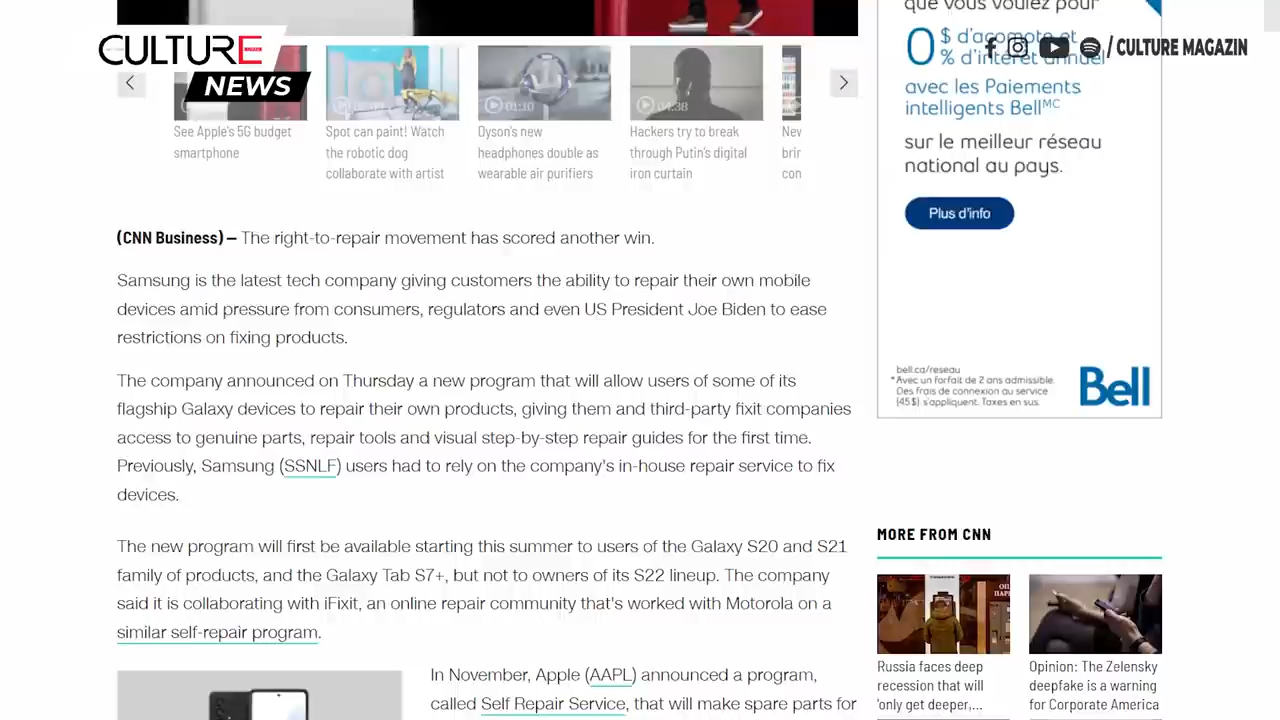 CULTURE
NEWS
/ CULTURE MAGAZIN
See Apple's 5G budget
smartphone
Spot can paint! Watch
the robotic dog
collaborate with artist
01:10
Dyson's new
headphones double as
wearable air purifiers
04:38
Hackers try to break
through Putin's digital
iron curtain
Nev
brir
con
(CNN Business) — The right-to-repair movement has scored another win.
Samsung is the latest tech company giving customers the ability to repair their own mobile
devices amid pressure from consumers, regulators and even US President Joe Biden to ease
restrictions on fixing products.
The company announced on Thursday a new program that will allow users of some of its
flagship Galaxy devices to repair their own products, giving them and third-party fixit companies
access to genuine parts, repair tools and visual step-by-step repair guides for the first time.
Previously, Samsung (SSNLF) users had to rely on the company's in-house repair service to fix
devices.
The new program will first be available starting this summer to users of the Galaxy S20 and S21
family of products, and the Galaxy Tab S7+, but not to owners of its S22 lineup. The company
said it is collaborating with iFixit, an online repair community that's worked with Motorola on a
similar self-repair program.
In November, Apple (AAPL) announced a program,
called Self Repair Service, that will make spare parts for
que vous voulez pour
0 $ d'acompte et
% d'intérêt annuel
avec les Paiements
intelligents BellMC
sur le meilleur réseau
national au pays.
Plus d'info
bell.ca/reseau
*Avec un forfait de 2 ans admissible.
Des frais de connexion au service
(45 $) s'appliquent. Taxes en sus.
Bell
MORE FROM CNN
Russia faces deep
recession that will
'only get deeper,...
Opinion: The Zelensky
deepfake is a warning
for Corporate America